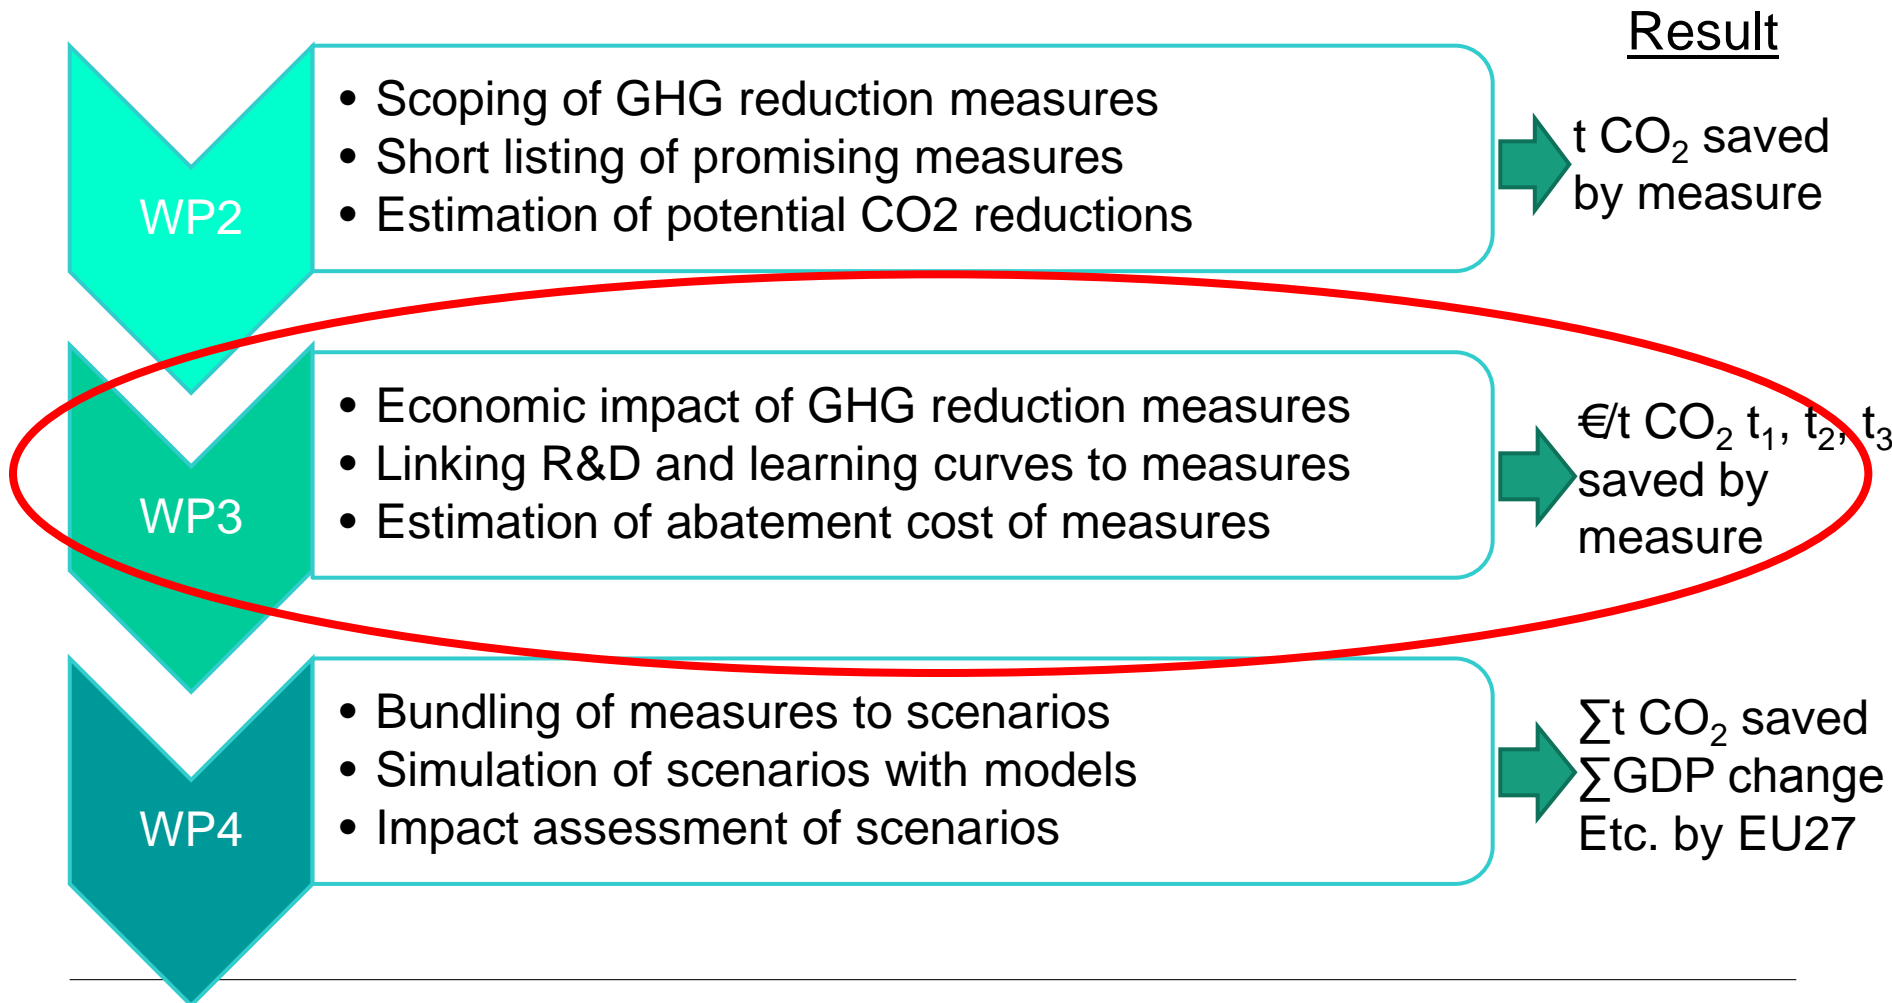 Result
WP2
• Scoping of GHG reduction measures
• Short listing of promising measures
• Estimation of potential CO2 reductions
t CO₂ saved
by measure
WP3
• Economic impact of GHG reduction measures
• Linking R&D and learning curves to measures
• Estimation of abatement cost of measures
€/t CO₂ t₁, t₂, t₃
saved by
measure
WP4
• Bundling of measures to scenarios
• Simulation of scenarios with models
• Impact assessment of scenarios
∑t CO₂ saved
∑GDP change
Etc. by EU27